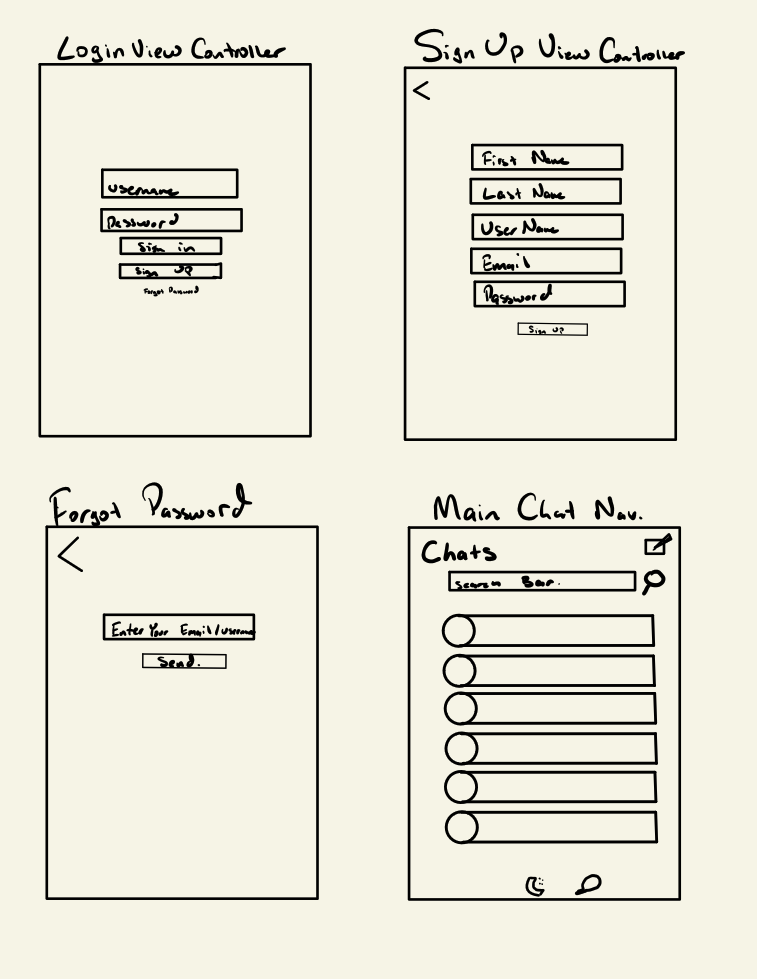 Login View Controller
username
Password
Sign in
Sign up
Forgot Password
Sign Up View Controller
First Name
Last Name
User Name
Email
Password
Sign up
Forgot Password
Enter Your Email/username
Send.
Main Chat Nav.
Chats
Search Bar.